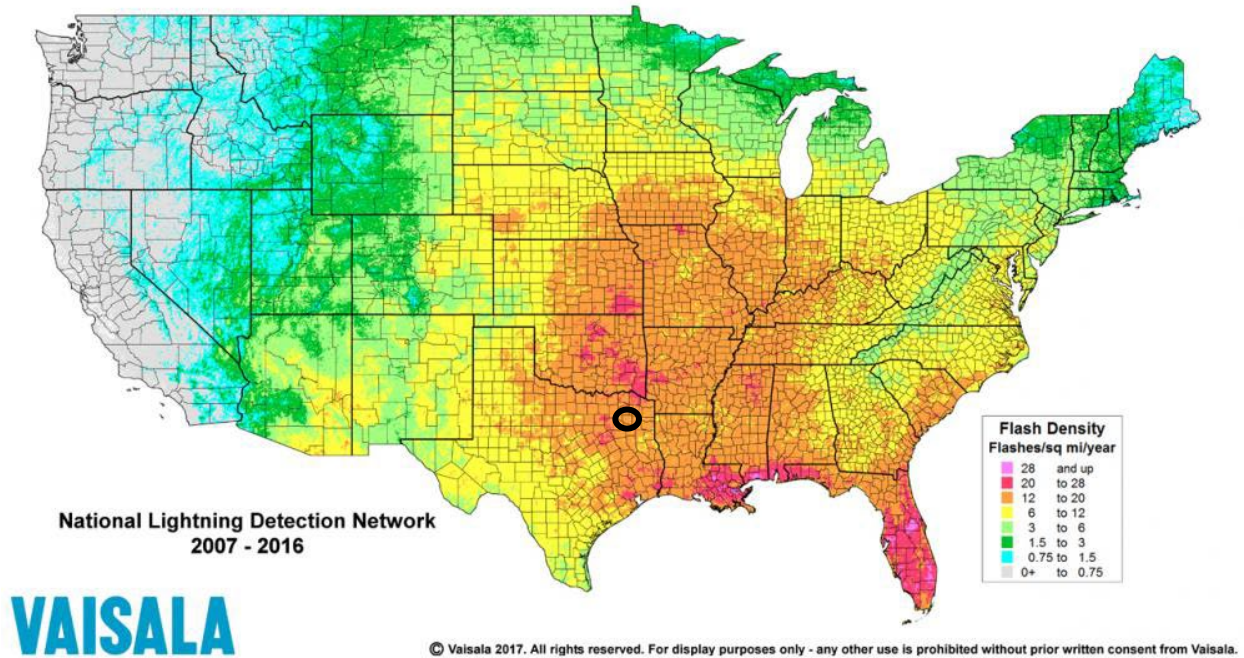 National Lightning Detection Network
2007 - 2016
VAISALA
Flash Density
Flashes/sq mi/year
28 and up
20 to 28
12 to 20
6 to 12
3 to 6
1.5 to 3
0.75 to 1.5
0+ to 0.75
© Vaisala 2017. All rights reserved. For display purposes only - any other use is prohibited without prior written consent from Vaisala.